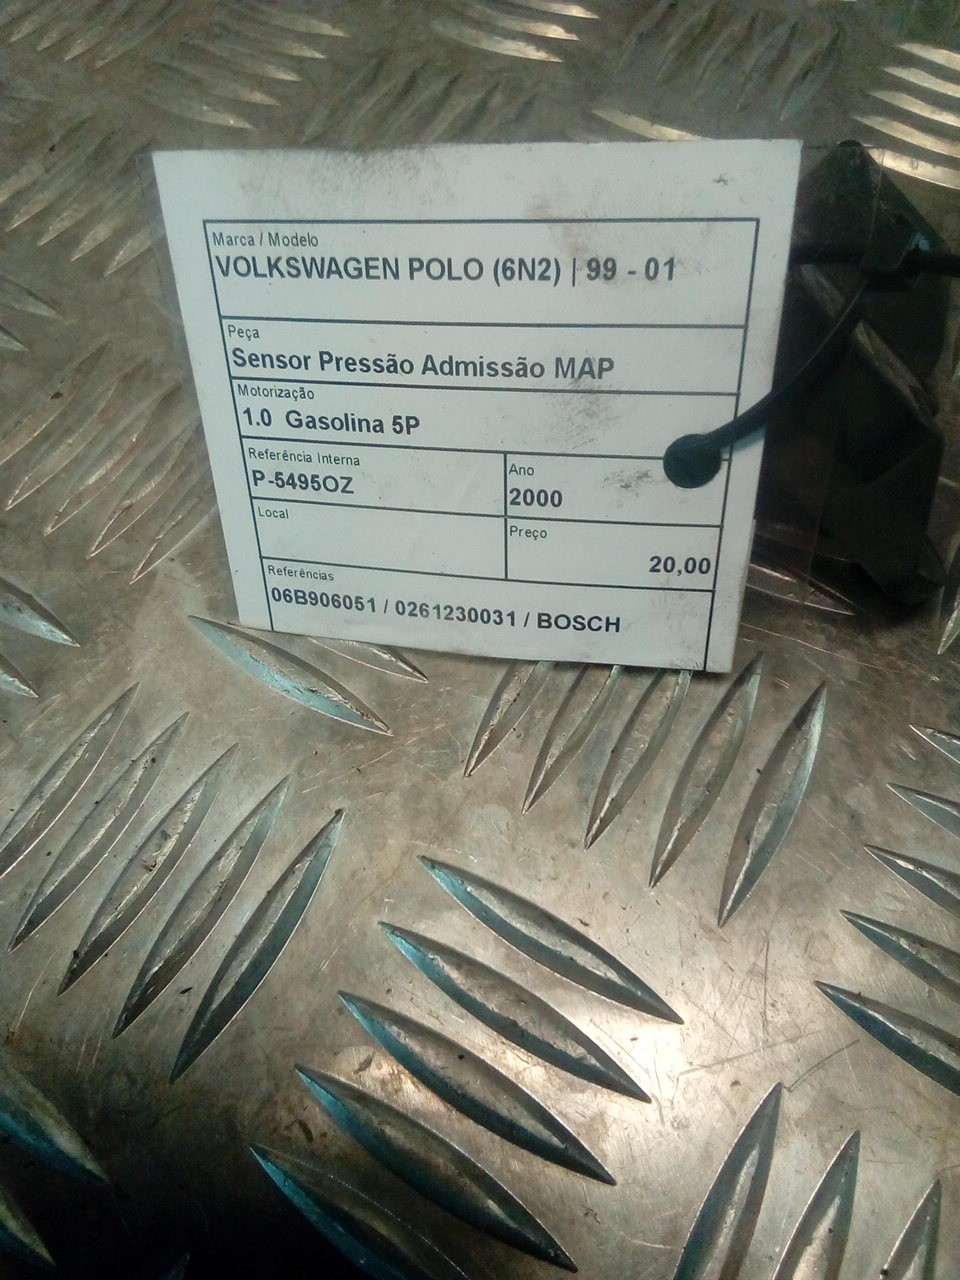 Marca / Modelo
VOLKSWAGEN POLO (6N2) | 99 - 01
Peça
Sensor Pressão Admissão MAP
Motorização
1.0 Gasolina 5P
Referência Interna
P-5495OZ
Ano
2000
Local
Preço
20,00
Referências
06B906051 / 0261230031 / BOSCH